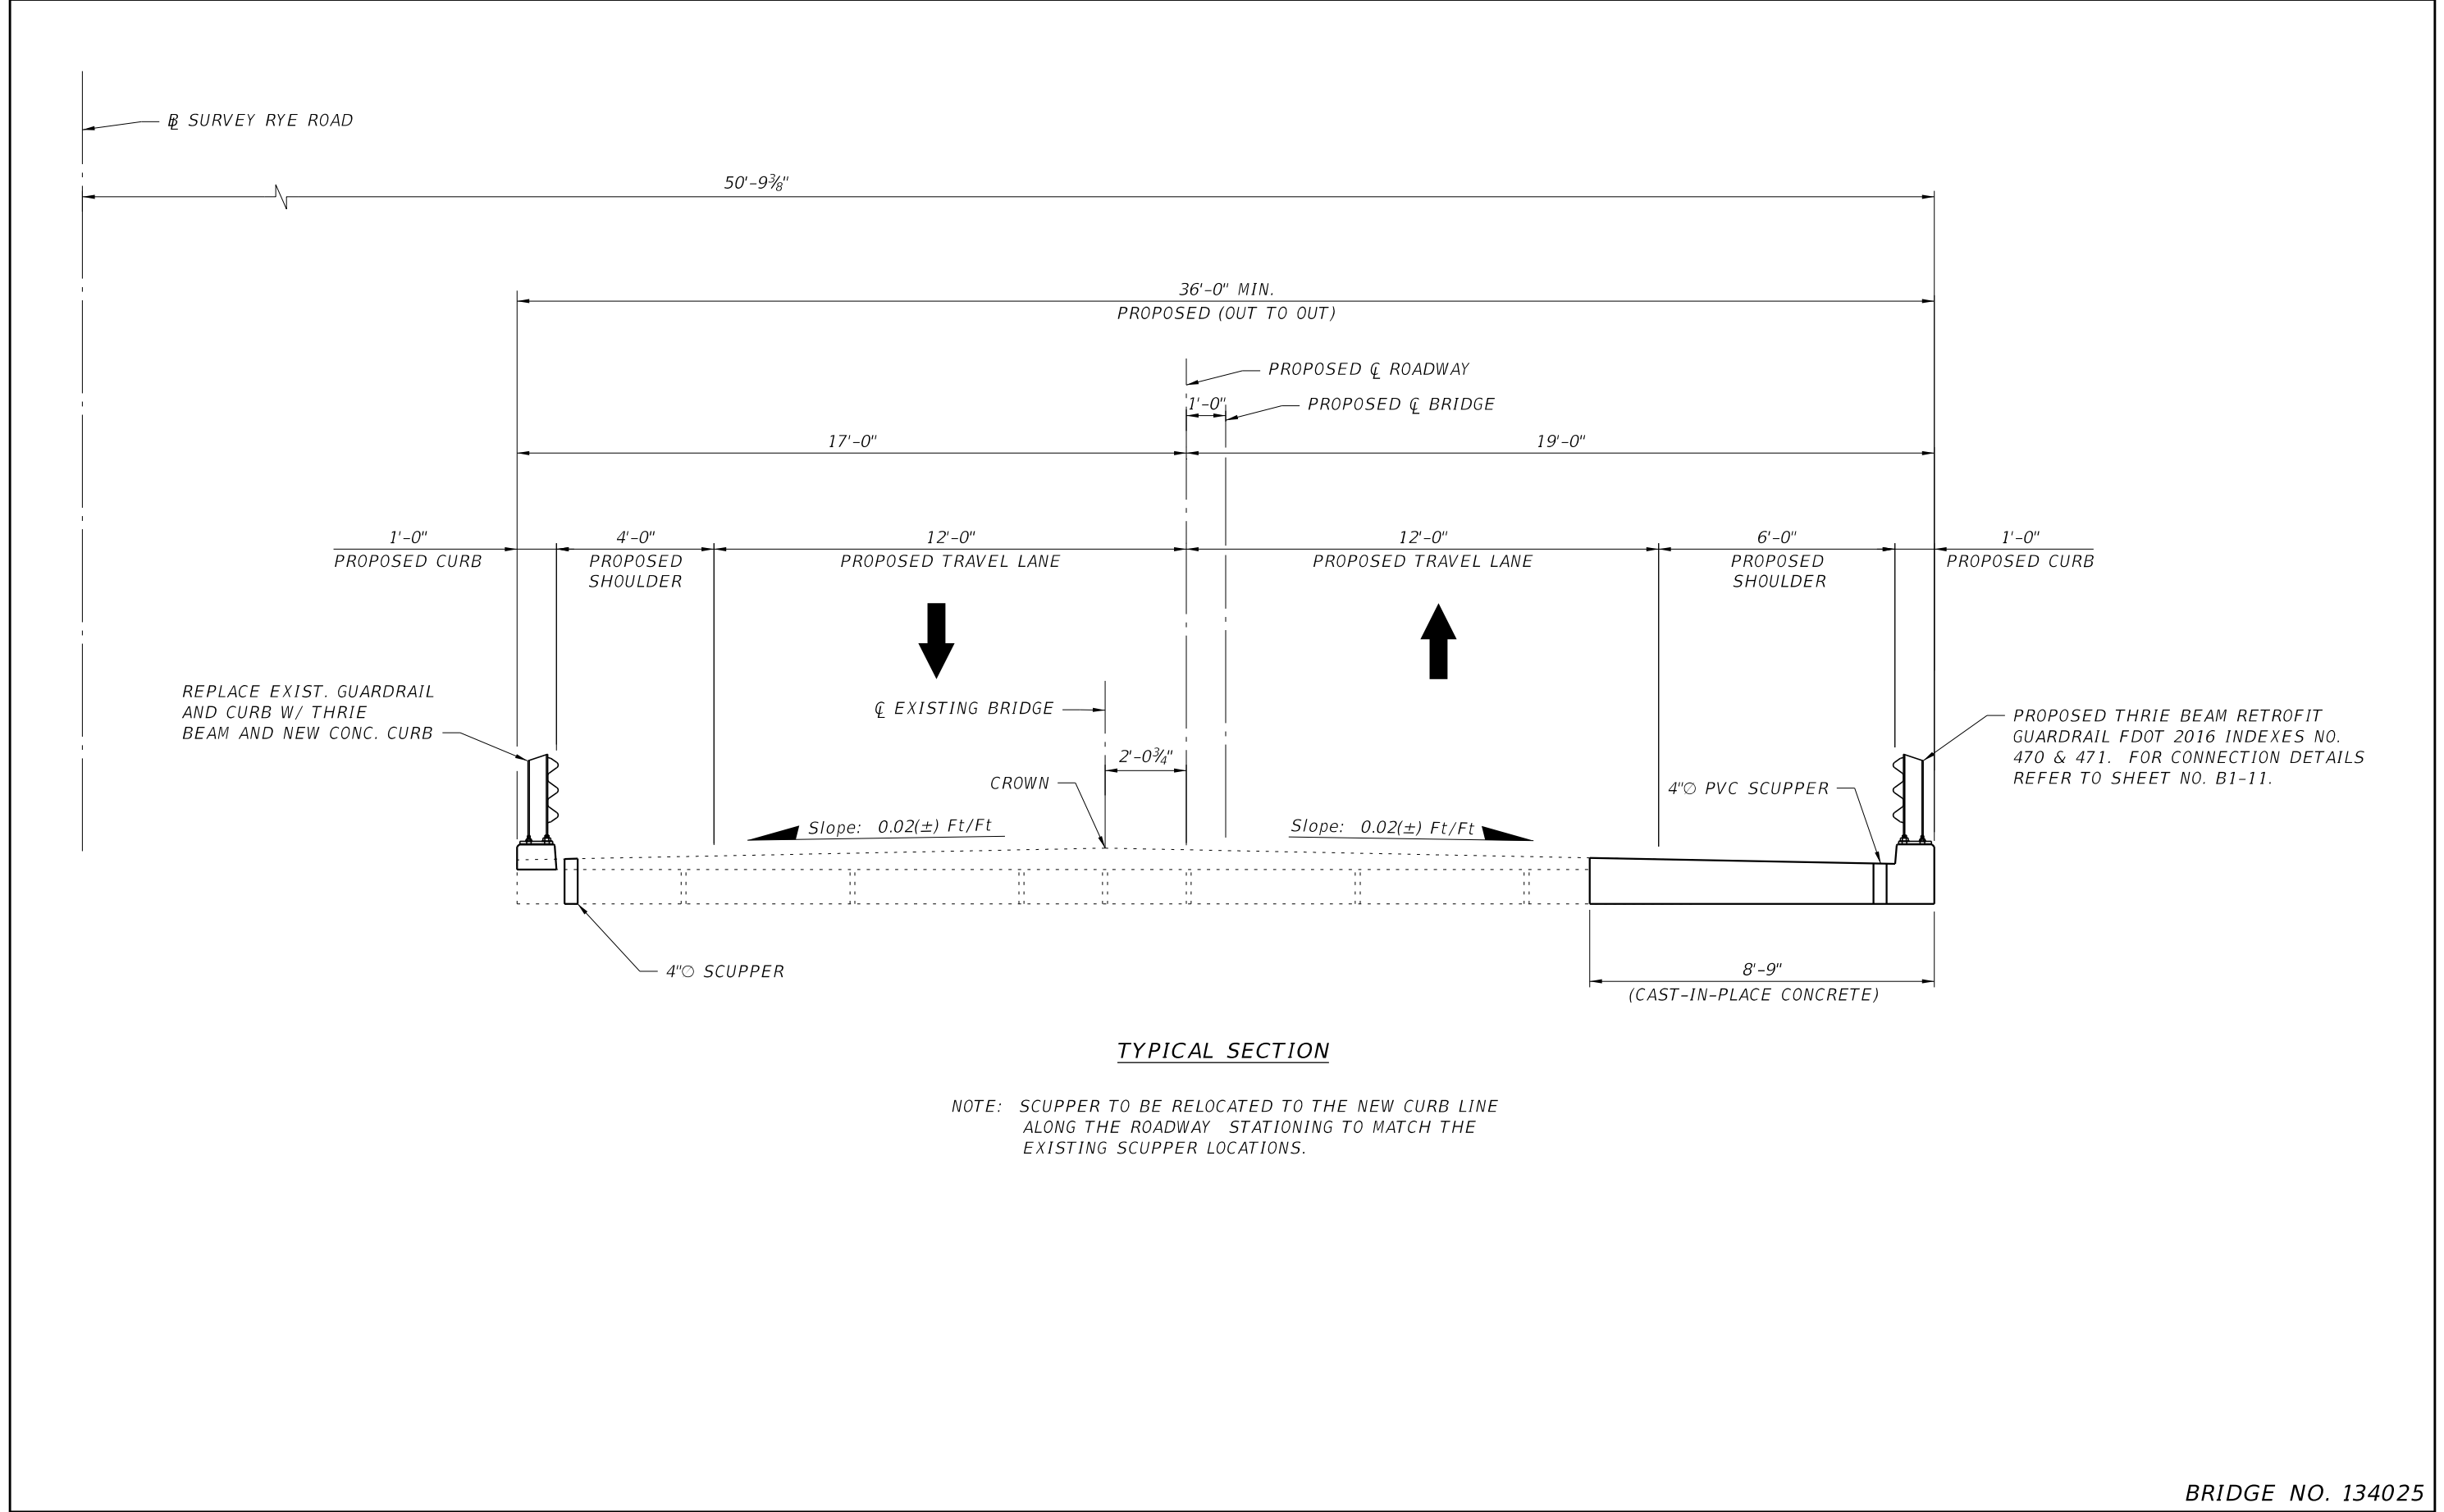 ℄ SURVEY RYE ROAD
50'-9⅜"
36'-0" MIN.
PROPOSED (OUT TO OUT)
PROPOSED ℄ ROADWAY
1'-0"
PROPOSED ℄ BRIDGE
17'-0"
19'-0"
1'-0"
PROPOSED CURB
4'-0"
PROPOSED
SHOULDER
12'-0"
PROPOSED TRAVEL LANE
12'-0"
PROPOSED TRAVEL LANE
6'-0"
PROPOSED
SHOULDER
1'-0"
PROPOSED CURB
REPLACE EXIST. GUARDRAIL
AND CURB W/ THRIE
BEAM AND NEW CONC. CURB
℄ EXISTING BRIDGE
2'-0¾"
CROWN
PROPOSED THRIE BEAM RETROFIT
GUARDRAIL FDOT 2016 INDEXES NO.
470 & 471. FOR CONNECTION DETAILS
REFER TO SHEET NO. B1-11.
4"∅ PVC SCUPPER
Slope: 0.02(±) Ft/Ft
Slope: 0.02(±) Ft/Ft
4"∅ SCUPPER
8'-9"
(CAST-IN-PLACE CONCRETE)
TYPICAL SECTION
NOTE: SCUPPER TO BE RELOCATED TO THE NEW CURB LINE
ALONG THE ROADWAY STATIONING TO MATCH THE
EXISTING SCUPPER LOCATIONS.
BRIDGE NO. 134025